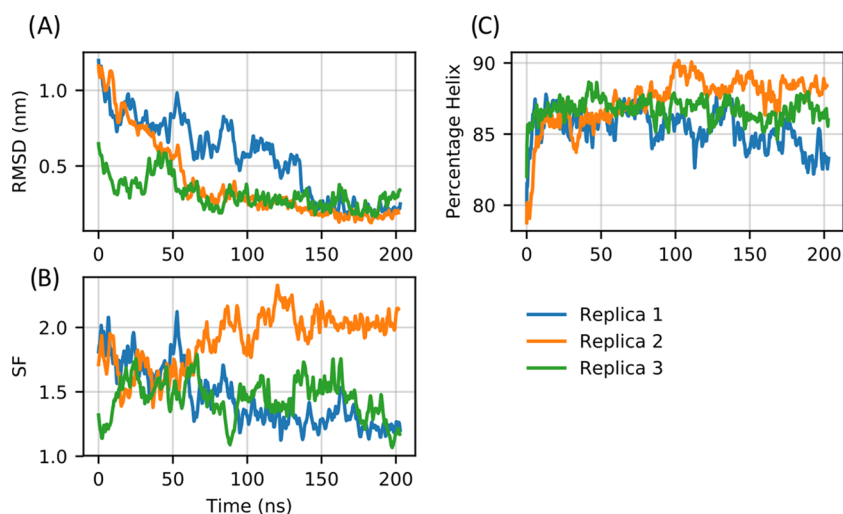 (A)
RMSD (nm)
1.0
0.5
0 50 100 150 200
(B)
SF
2.0
1.5
1.0
0 50 100 150 200
Time (ns)
(C)
Percentage Helix
90
85
80
0 50 100 150 200
Replica 1
Replica 2
Replica 3